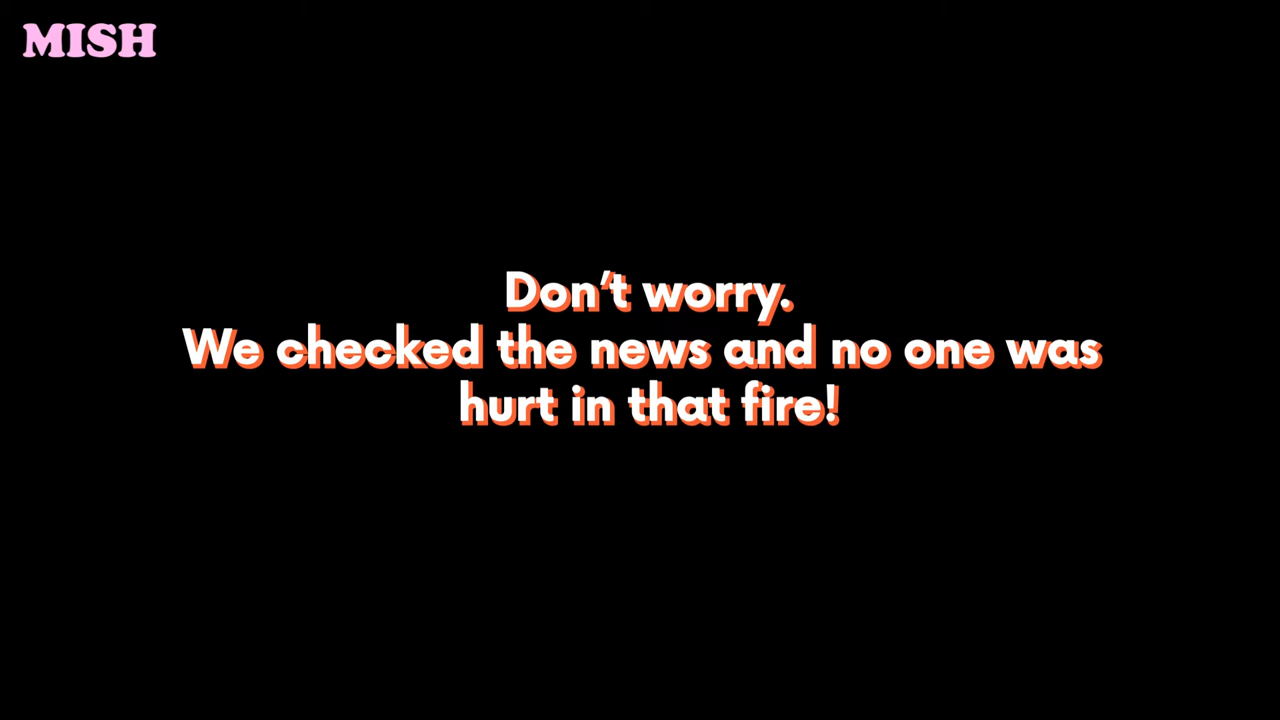 MISH
Don't worry.
We checked the news and no one was
hurt in that fire!